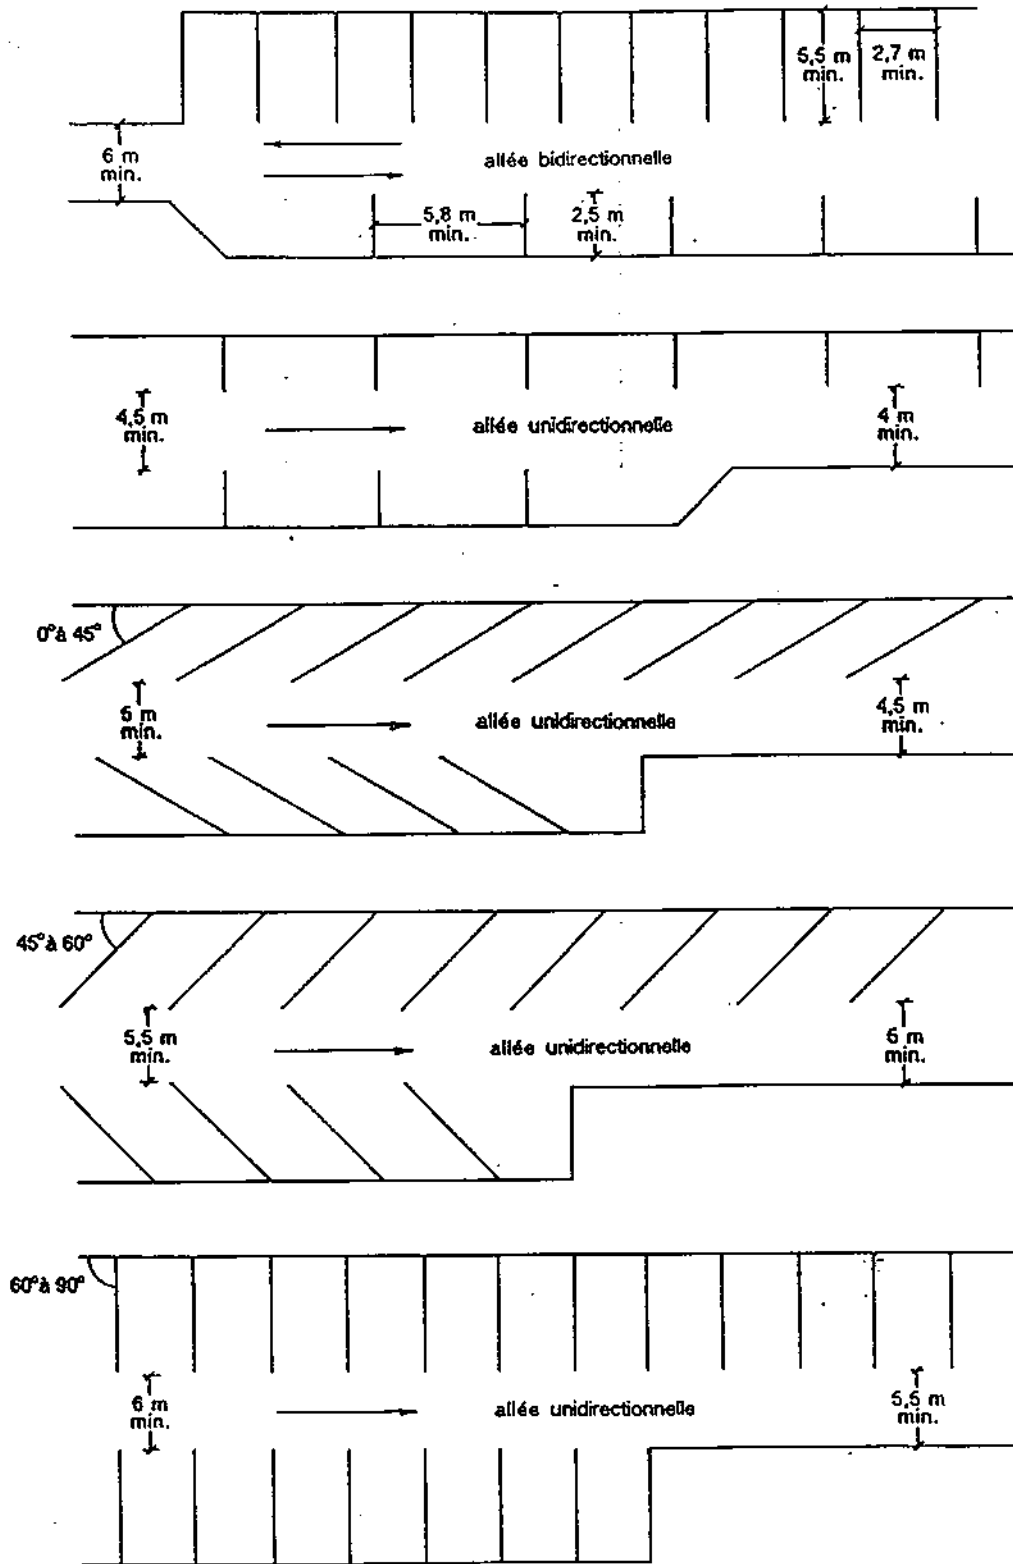 5,5 m
min.
2,7 m
min.
6 m
min.
allée bidirectionnelle
5,8 m
min.
2,5 m
min.
4,5 m
min.
allée unidirectionnelle
4 m
min.
0° à 45°
5 m
min.
allée unidirectionnelle
4,5 m
min.
45° à 60°
5,5 m
min.
allée unidirectionnelle
5 m
min.
60° à 90°
6 m
min.
allée unidirectionnelle
5,5 m
min.